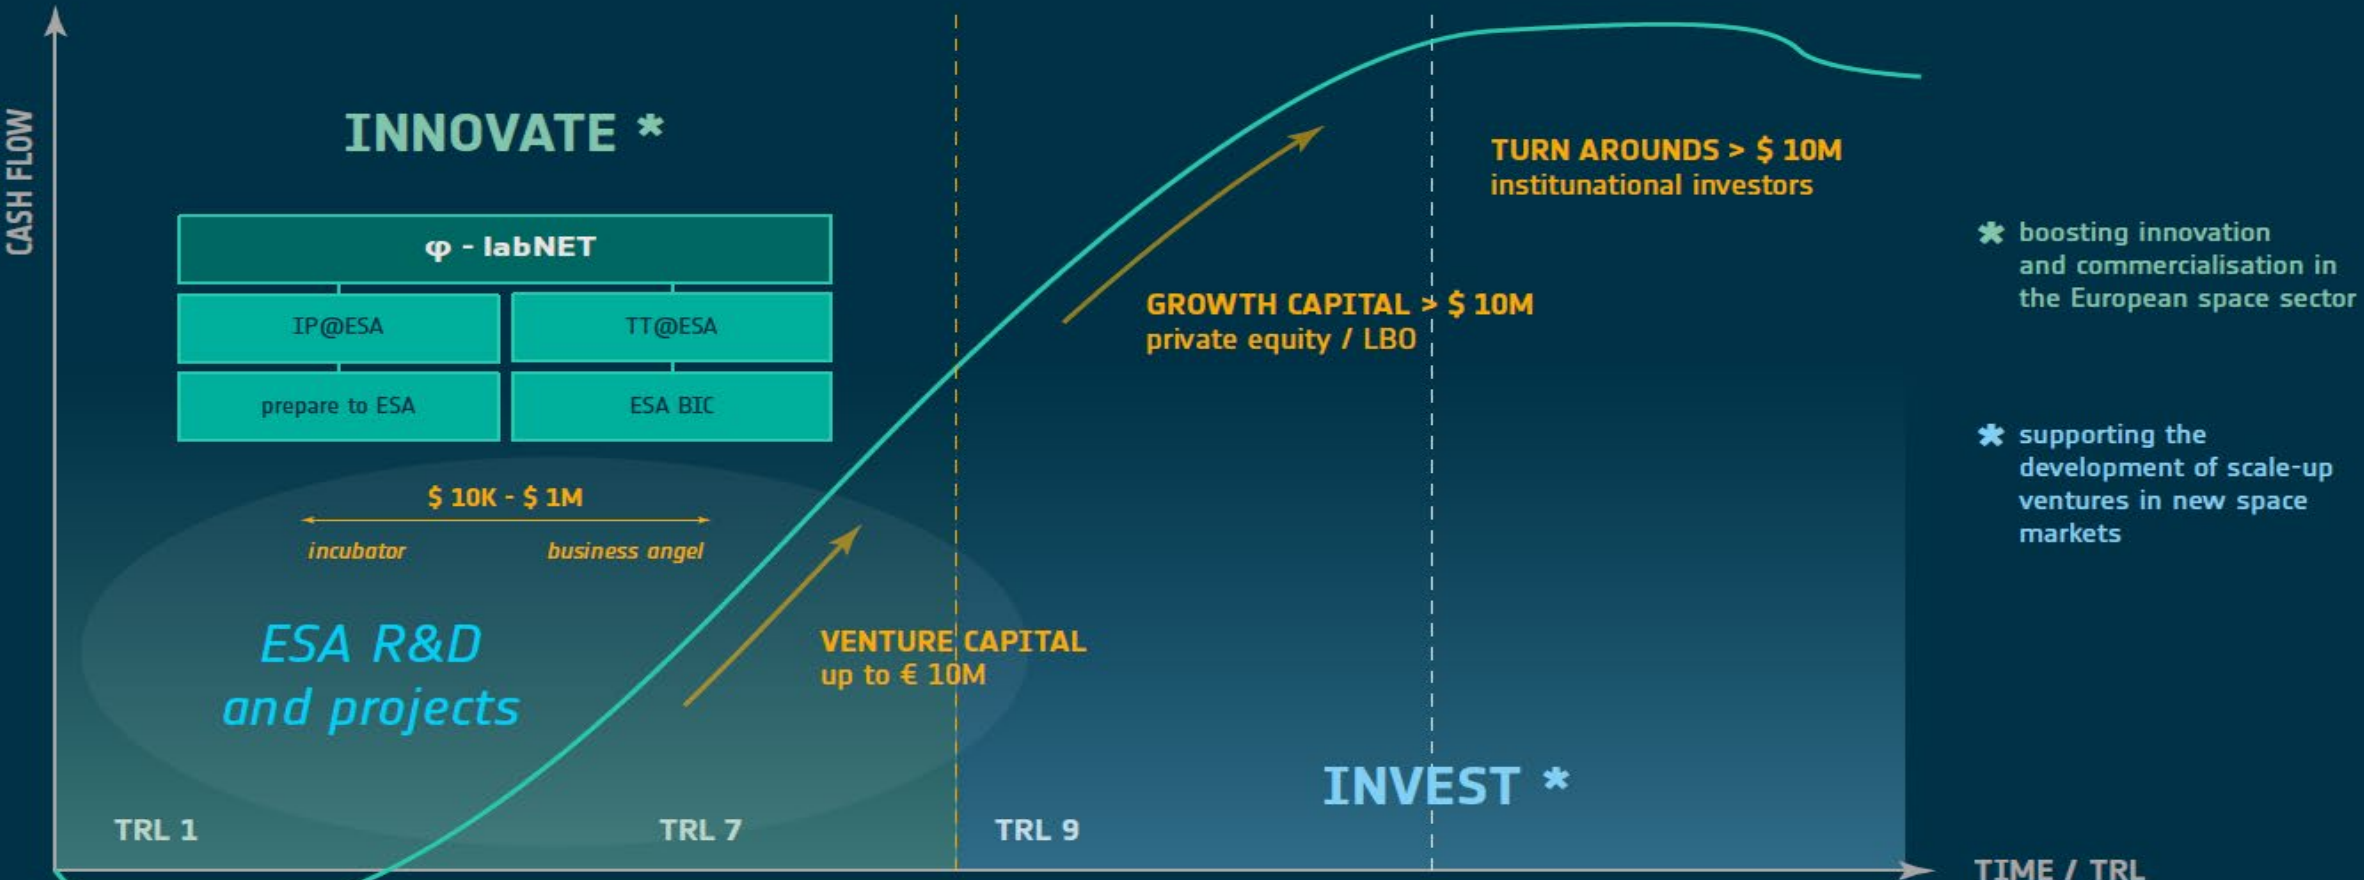 CASH FLOW
INNOVATE *
φ - labNET
IP@ESA
TT@ESA
prepare to ESA
ESA BIC
$ 10K - $ 1M
incubator
business angel
ESA R&D
and projects
VENTURE CAPITAL
up to € 10M
GROWTH CAPITAL > $ 10M
private equity / LBO
TURN AROUNDS > $ 10M
institunational investors
* boosting innovation
and commercialisation in
the European space sector
* supporting the
development of scale-up
ventures in new space
markets
INVEST *
TRL 1
TRL 7
TRL 9
TIME / TRL